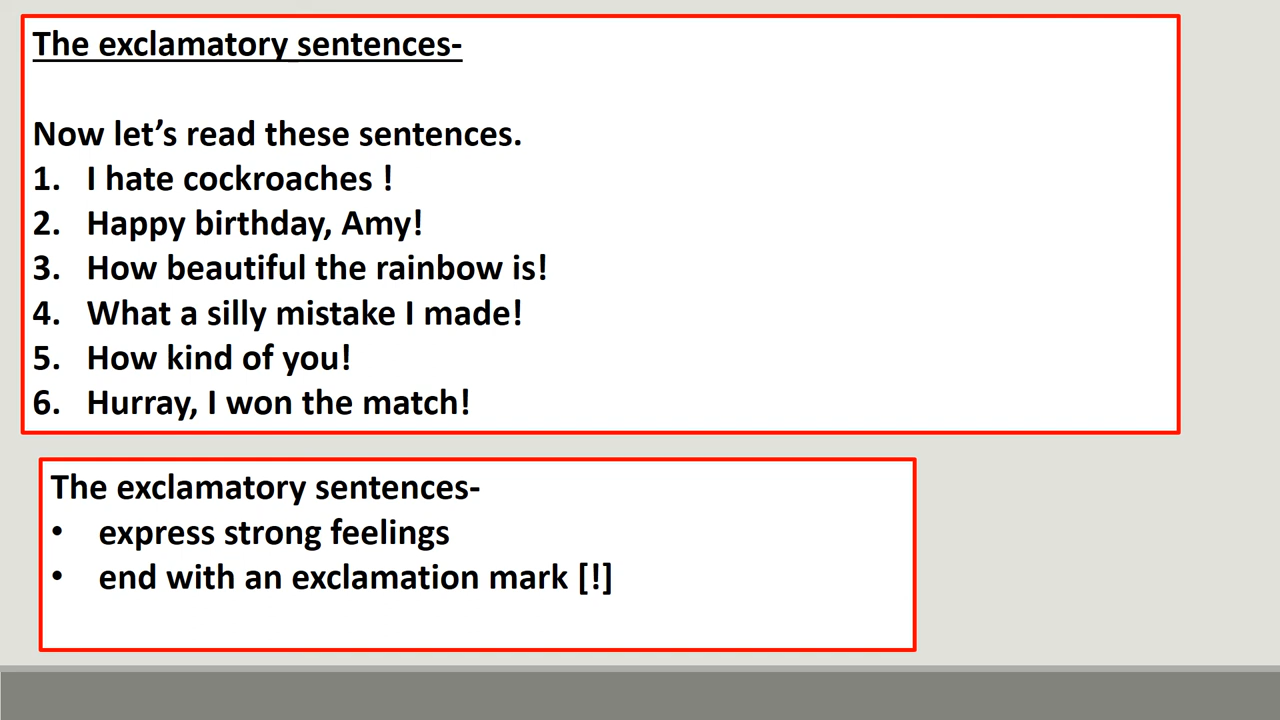 The exclamatory sentences-
Now let’s read these sentences.
1. I hate cockroaches !
2. Happy birthday, Amy!
3. How beautiful the rainbow is!
4. What a silly mistake I made!
5. How kind of you!
6. Hurray, I won the match!
The exclamatory sentences-
• express strong feelings
• end with an exclamation mark [!]